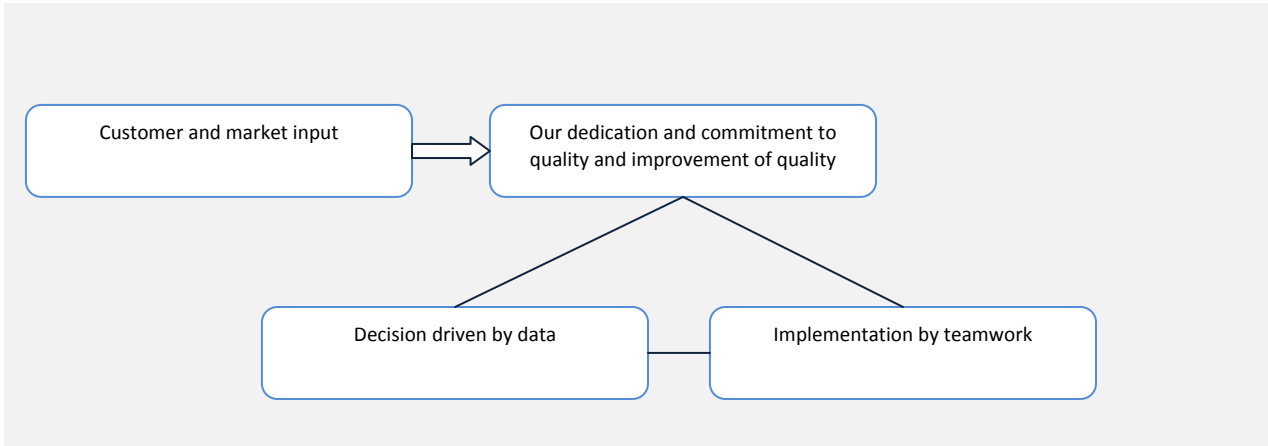 Customer and market input
Our dedication and commitment to
quality and improvement of quality
Decision driven by data
Implementation by teamwork